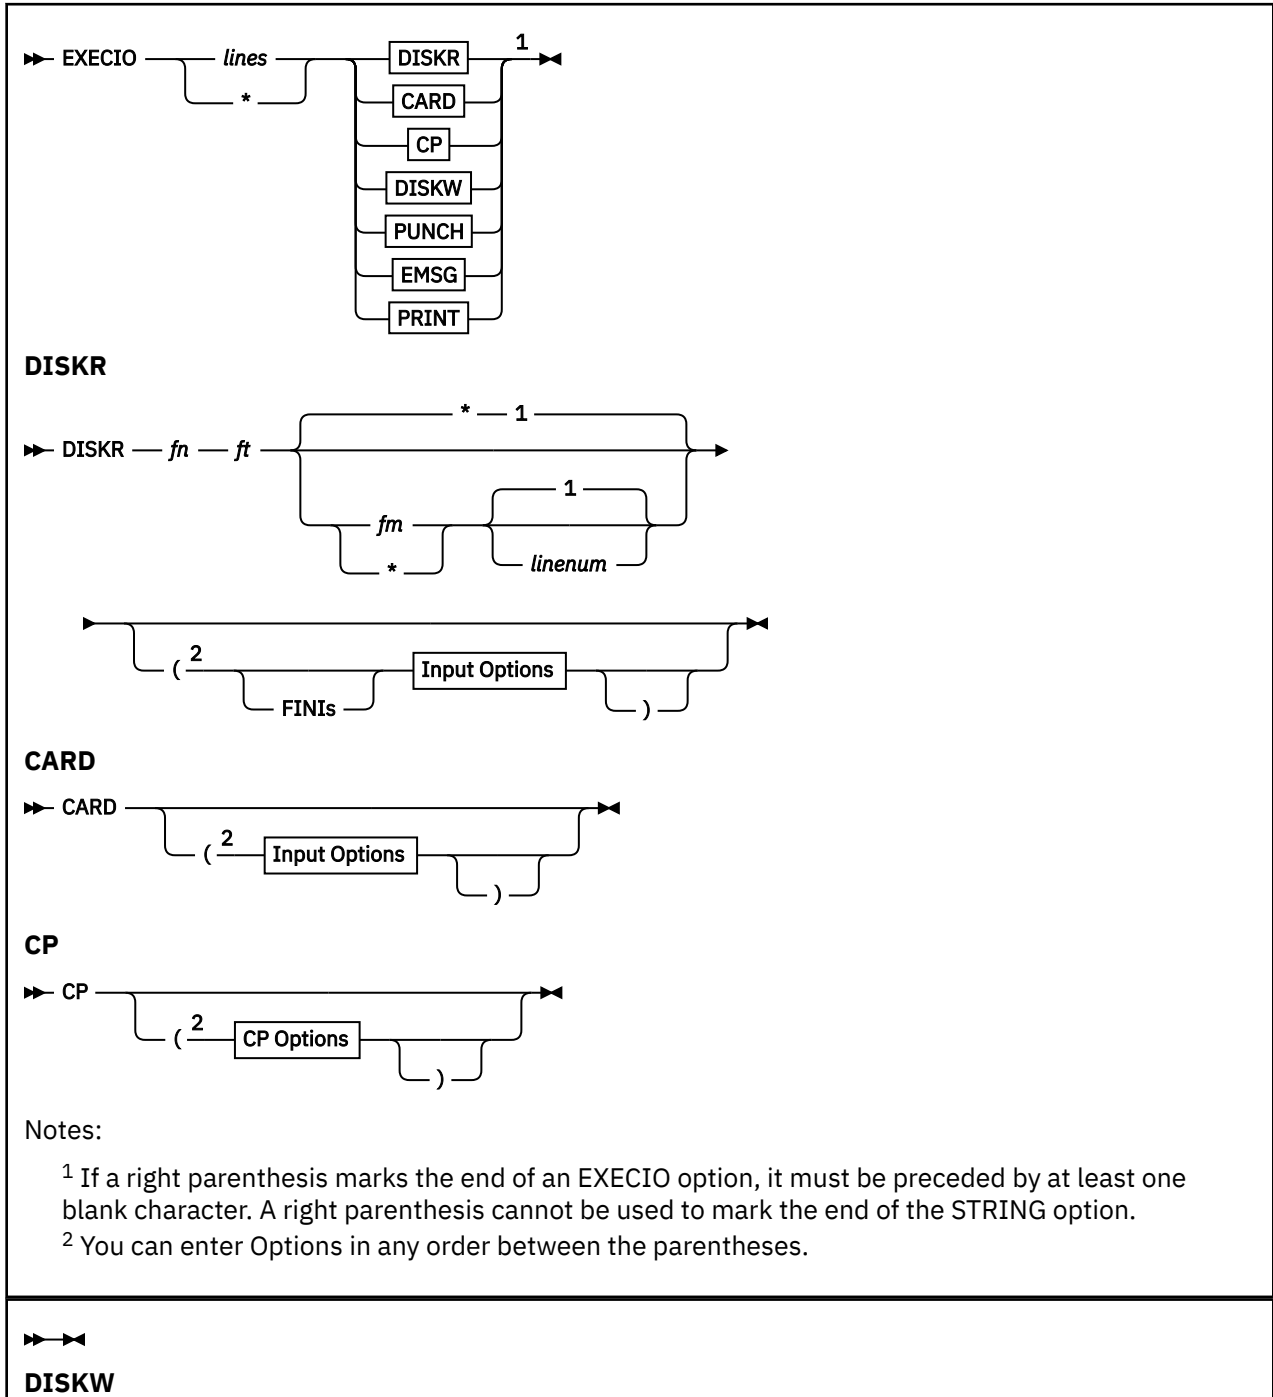 EXECIO lines DISKR 1
* CARD
CP
DISKW
PUNCH
EMSG
PRINT
DISKR
* 1
DISKR fn ft
1
fm
* linenum
( 2 Input Options
FINIs )
CARD
CARD
( 2 Input Options
)
CP
CP
( 2 CP Options
)
Notes:
1 If a right parenthesis marks the end of an EXECIO option, it must be preceded by at least one
blank character. A right parenthesis cannot be used to mark the end of the STRING option.
2 You can enter Options in any order between the parentheses.
DISKW